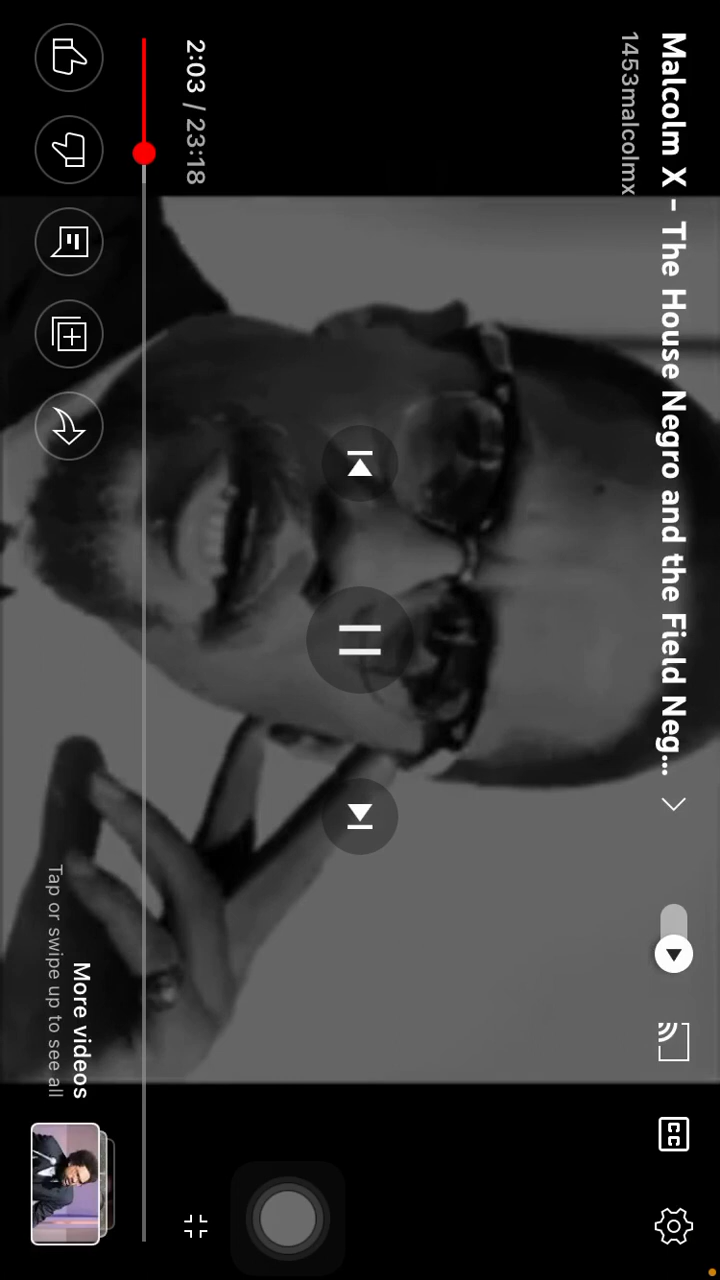 Malcolm X - The House Negro and the Field Neg...
1453malcolmx
CC
2:03 / 23:18
More videos
Tap or swipe up to see all